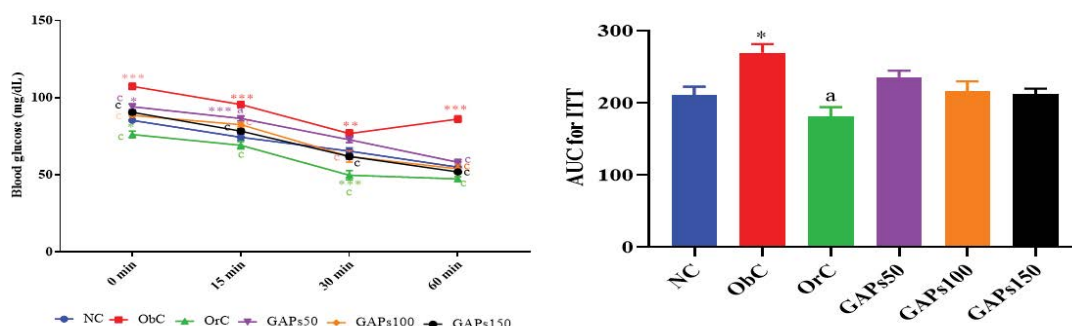 150
100
50
0
Blood glucose (mg/dL)
***
c
*
c
c
*
c
***
***
*
c
c
**
c
c
***
c
***
c
c
c
c
0 min
15 min
30 min
60 min
NC ObC OrC GAPs50 GAPs100 GAPs150
300
200
100
0
AUC for ITT
*
a
NC
ObC
OrC
GAPs50
GAPs100
GAPs150